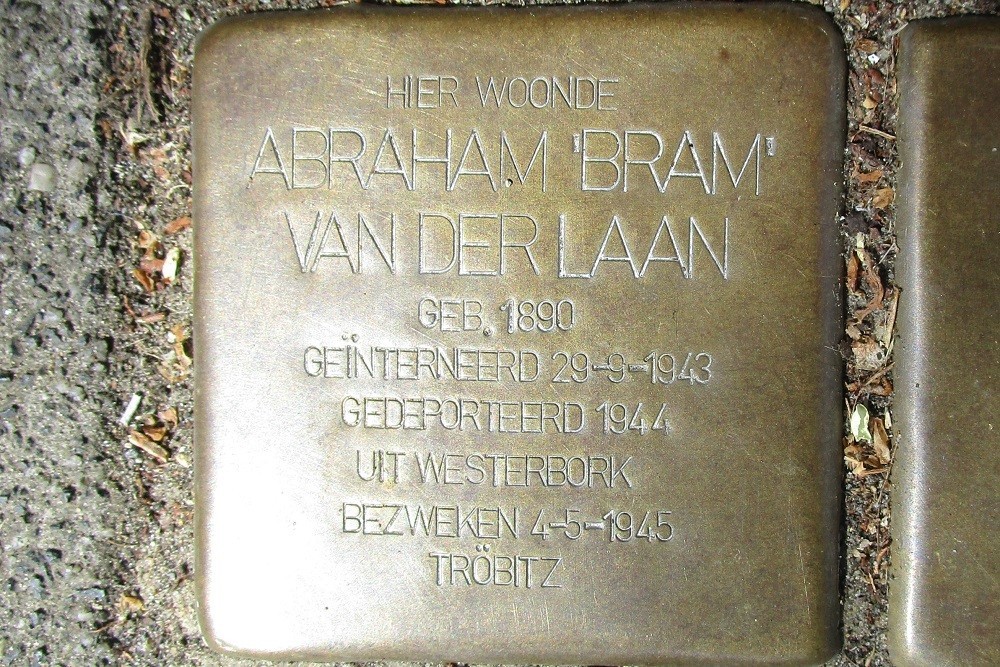 HIER WOONDE
ABRAHAM 'BRAM'
VAN DER LAAN
GEB. 1890
GEÏNTERNEERD 29-9-1943
GEDEPORTEERD 1944
UIT WESTERBORK
BEZWEKEN 4-5-1945
TRÖBITZ